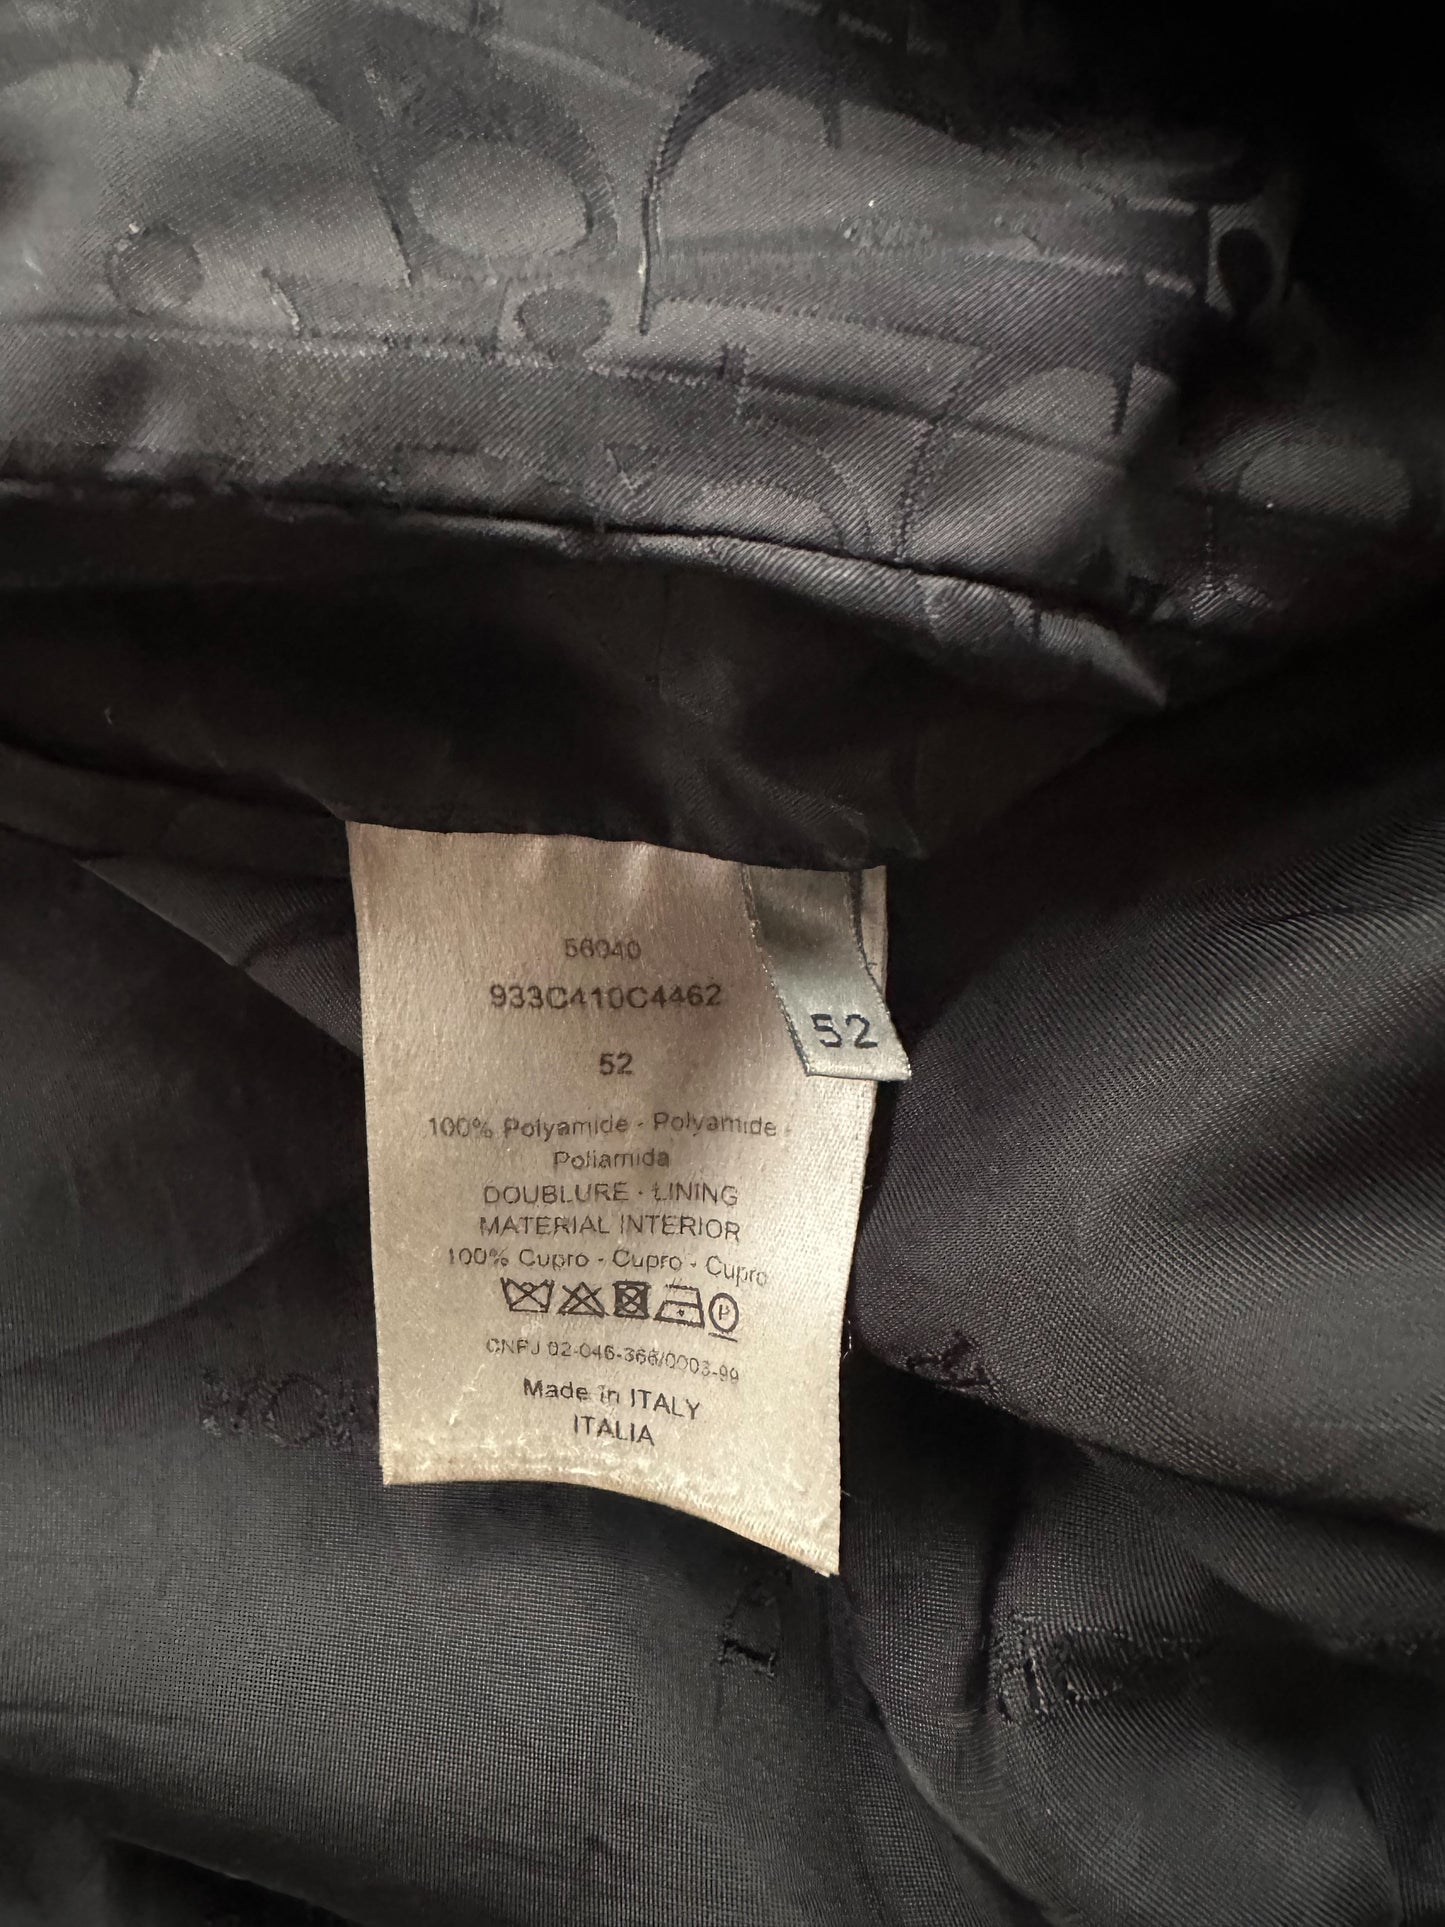 56040
933C410C4462
52
52
100% Polyamide - Polyamide -
Poliamida
DOUBLURE - LINING
MATERIAL INTERIOR
100% Cupro - Cupro - Cupro
P
CNPJ 02-046-366/0003-99
Made in ITALY
ITALIA